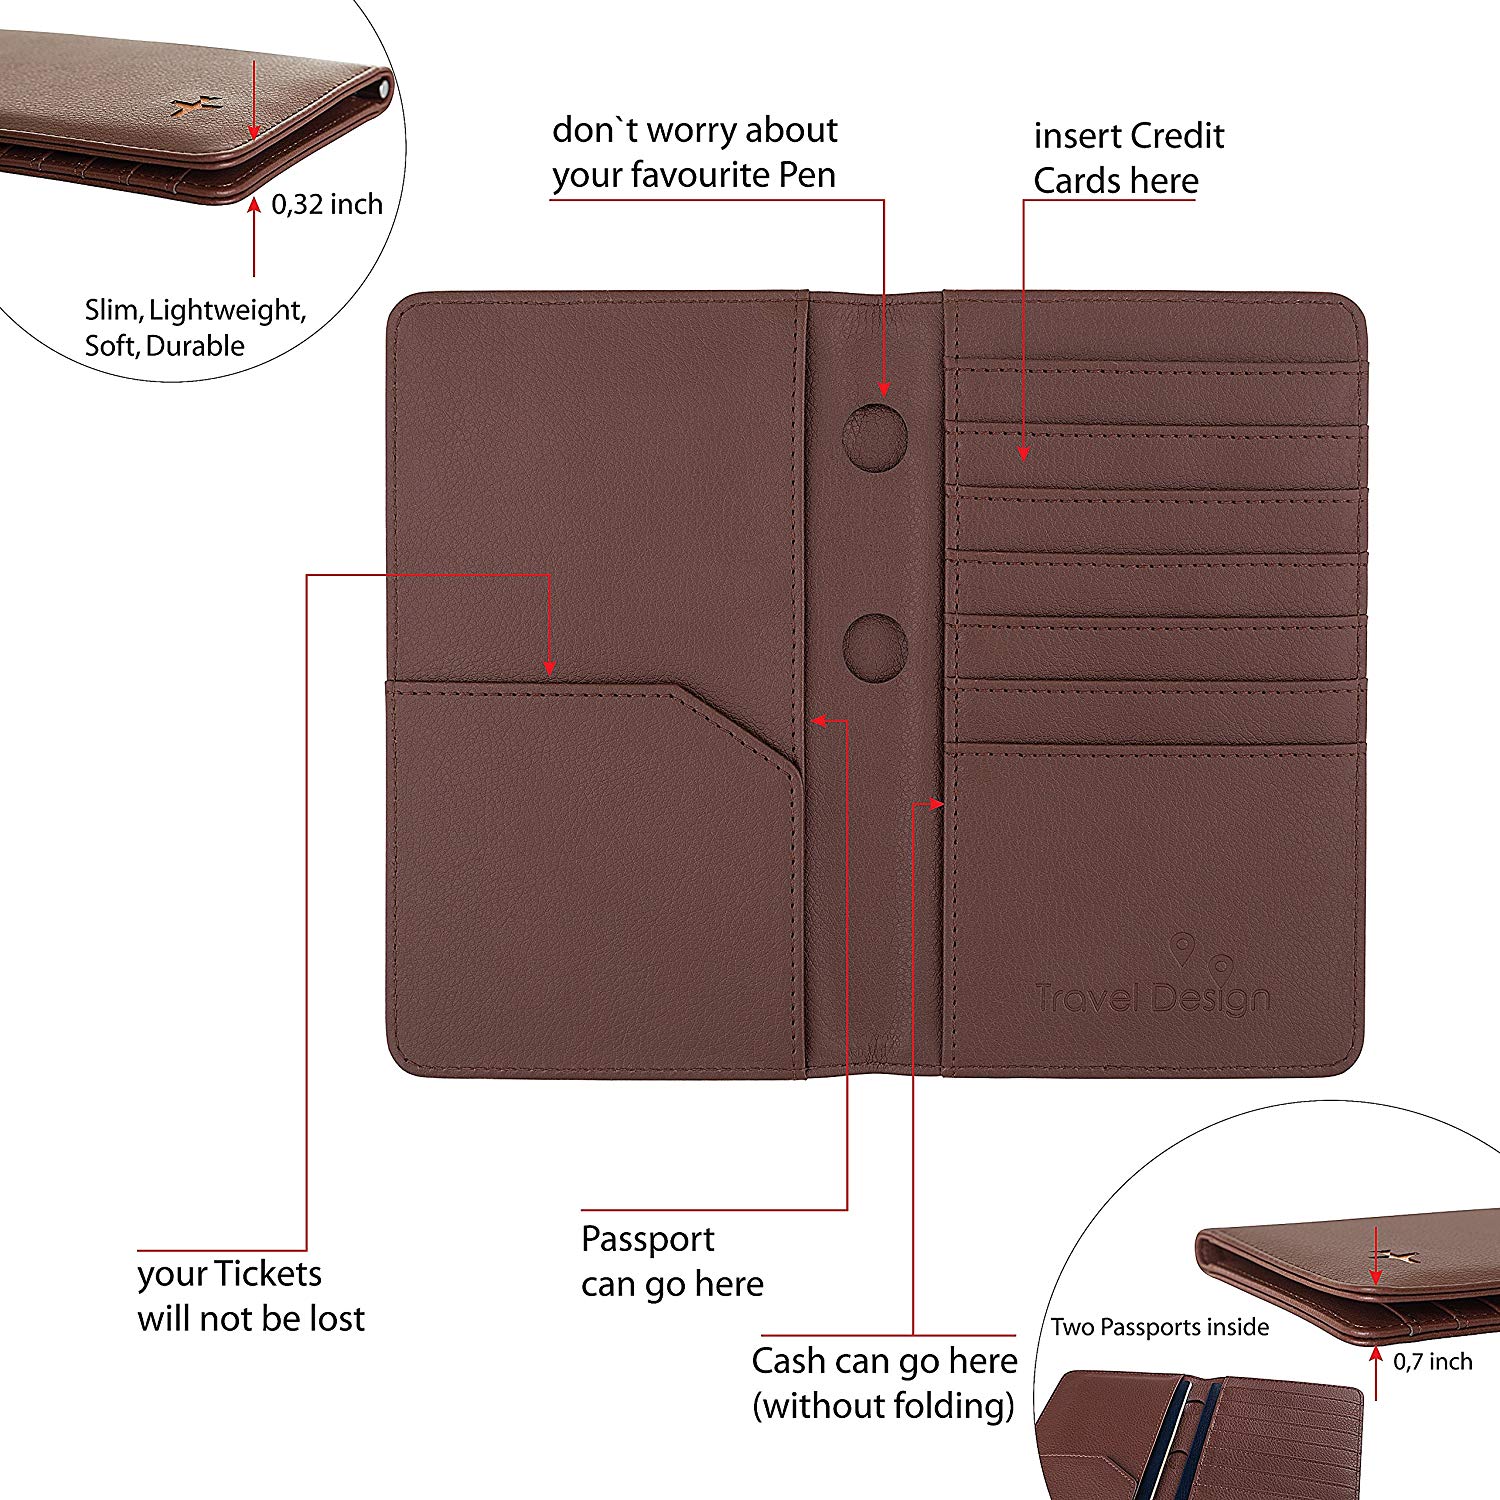 don`t worry about
your favourite Pen
insert Credit
Cards here
0,32 inch
Slim, Lightweight,
Soft, Durable
Travel Design
your Tickets
will not be lost
Passport
can go here
Cash can go here
(without folding)
Two Passports inside
0,7 inch